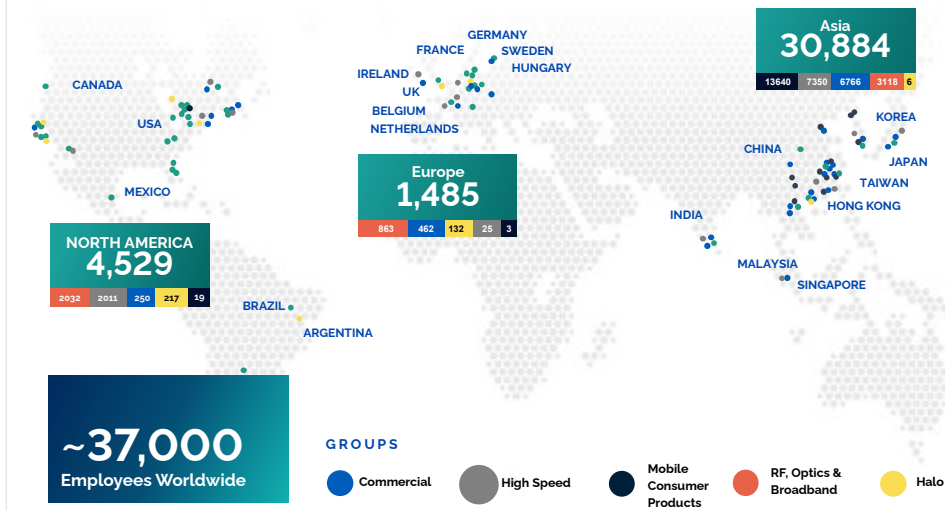 Asia
30,884
13640 7350 6766 3118 6
GERMANY
FRANCE
SWEDEN
HUNGARY
IRELAND
UK
BELGIUM
NETHERLANDS
CANADA
USA
MEXICO
KOREA
CHINA
JAPAN
TAIWAN
HONG KONG
INDIA
MALAYSIA
SINGAPORE
Europe
1,485
863 462 132 25 3
NORTH AMERICA
4,529
2032 2011 250 217 19
BRAZIL
ARGENTINA
~37,000
Employees Worldwide
GROUPS
Commercial
High Speed
Mobile
Consumer
Products
RF, Optics &
Broadband
Halo